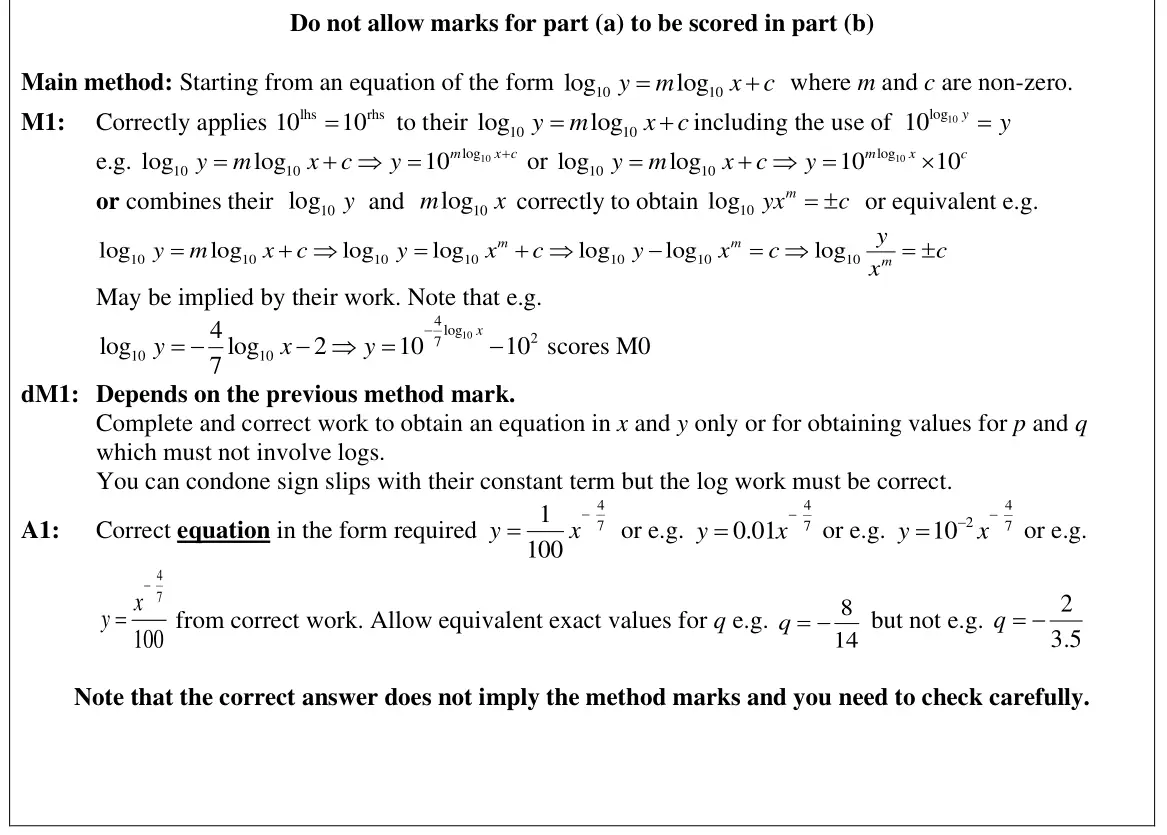 Do not allow marks for part (a) to be scored in part (b)
Main method: Starting from an equation of the form log₁₀ y = m log₁₀ x + c where m and c are non-zero.
M1: Correctly applies 10^lhs = 10^rhs to their log₁₀ y = m log₁₀ x + c including the use of 10^(log₁₀ y) = y
e.g. log₁₀ y = m log₁₀ x + c ⇒ y = 10^(m log₁₀ x + c) or log₁₀ y = m log₁₀ x + c ⇒ y = 10^(m log₁₀ x) × 10^c
or combines their log₁₀ y and m log₁₀ x correctly to obtain log₁₀ yx^m = ±c or equivalent e.g.
log₁₀ y = m log₁₀ x + c ⇒ log₁₀ y = log₁₀ x^m + c ⇒ log₁₀ y − log₁₀ x^m = c ⇒ log₁₀ y/x^m = ±c
May be implied by their work. Note that e.g.
log₁₀ y = −4/7 log₁₀ x − 2 ⇒ y = 10^(−4/7 log₁₀ x) − 10² scores M0
dM1: Depends on the previous method mark.
Complete and correct work to obtain an equation in x and y only or for obtaining values for p and q
which must not involve logs.
You can condone sign slips with their constant term but the log work must be correct.
A1: Correct equation in the form required y = 1/100 x^(−4/7) or e.g. y = 0.01x^(−4/7) or e.g. y = 10^(−2) x^(−4/7) or e.g.
y = x^(−4/7)/100 from correct work. Allow equivalent exact values for q e.g. q = −8/14 but not e.g. q = −2/3.5
Note that the correct answer does not imply the method marks and you need to check carefully.